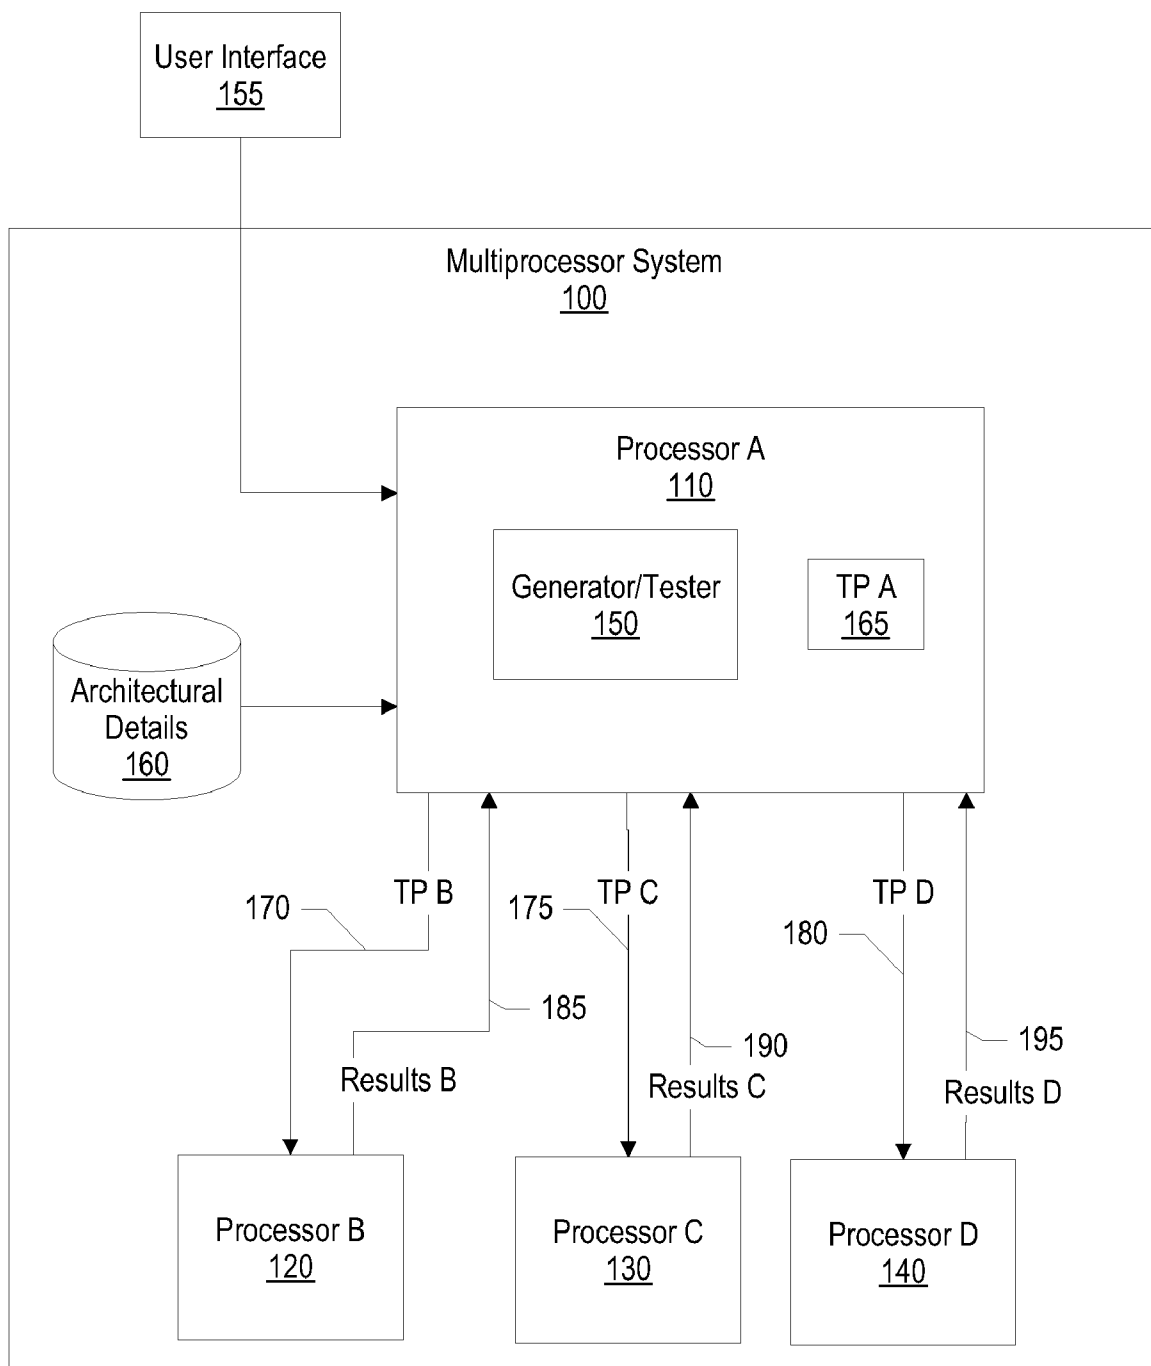 User Interface
155
Multiprocessor System
100
Processor A
110
Generator/Tester
150
TP A
165
Architectural
Details
160
TP B
TP C
TP D
170
175
180
185
190
195
Results B
Results C
Results D
Processor B
120
Processor C
130
Processor D
140